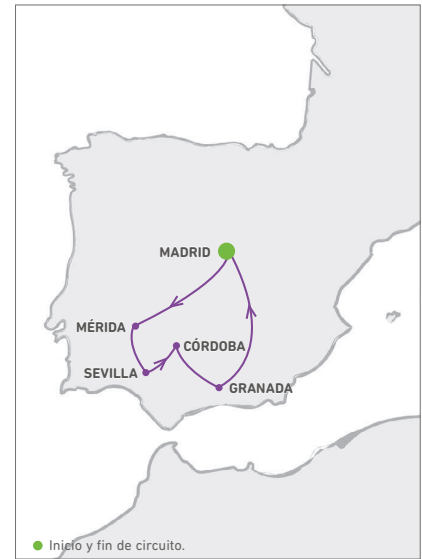 MADRID
MÉRIDA
CÓRDOBA
SEVILLA
GRANADA
Inicio y fin de circuito.